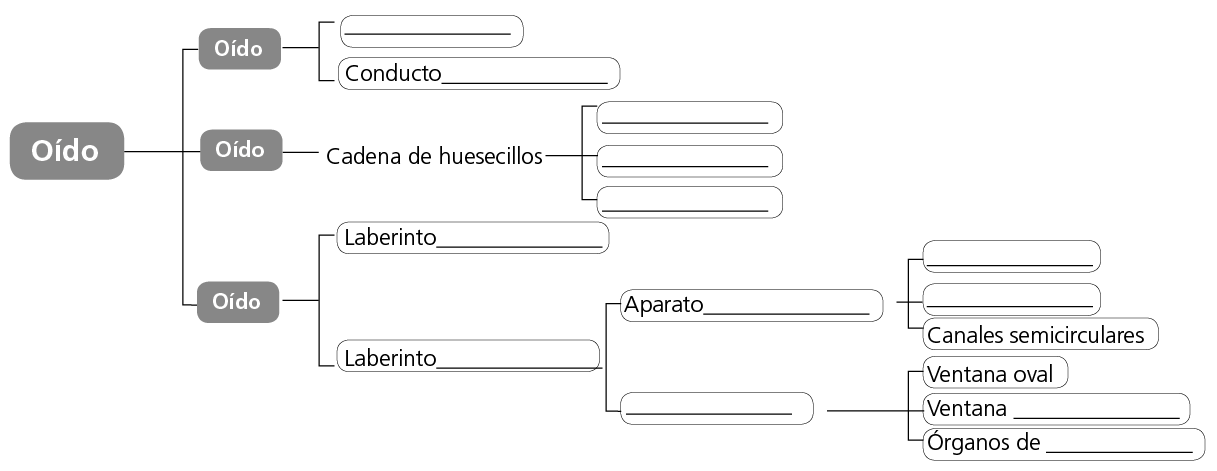 Oído
Oído
Conducto
Oído
Cadena de huesecillos
Oído
Laberinto
Laberinto
Aparato
Canales semicirculares
Ventana oval
Ventana
Órganos de